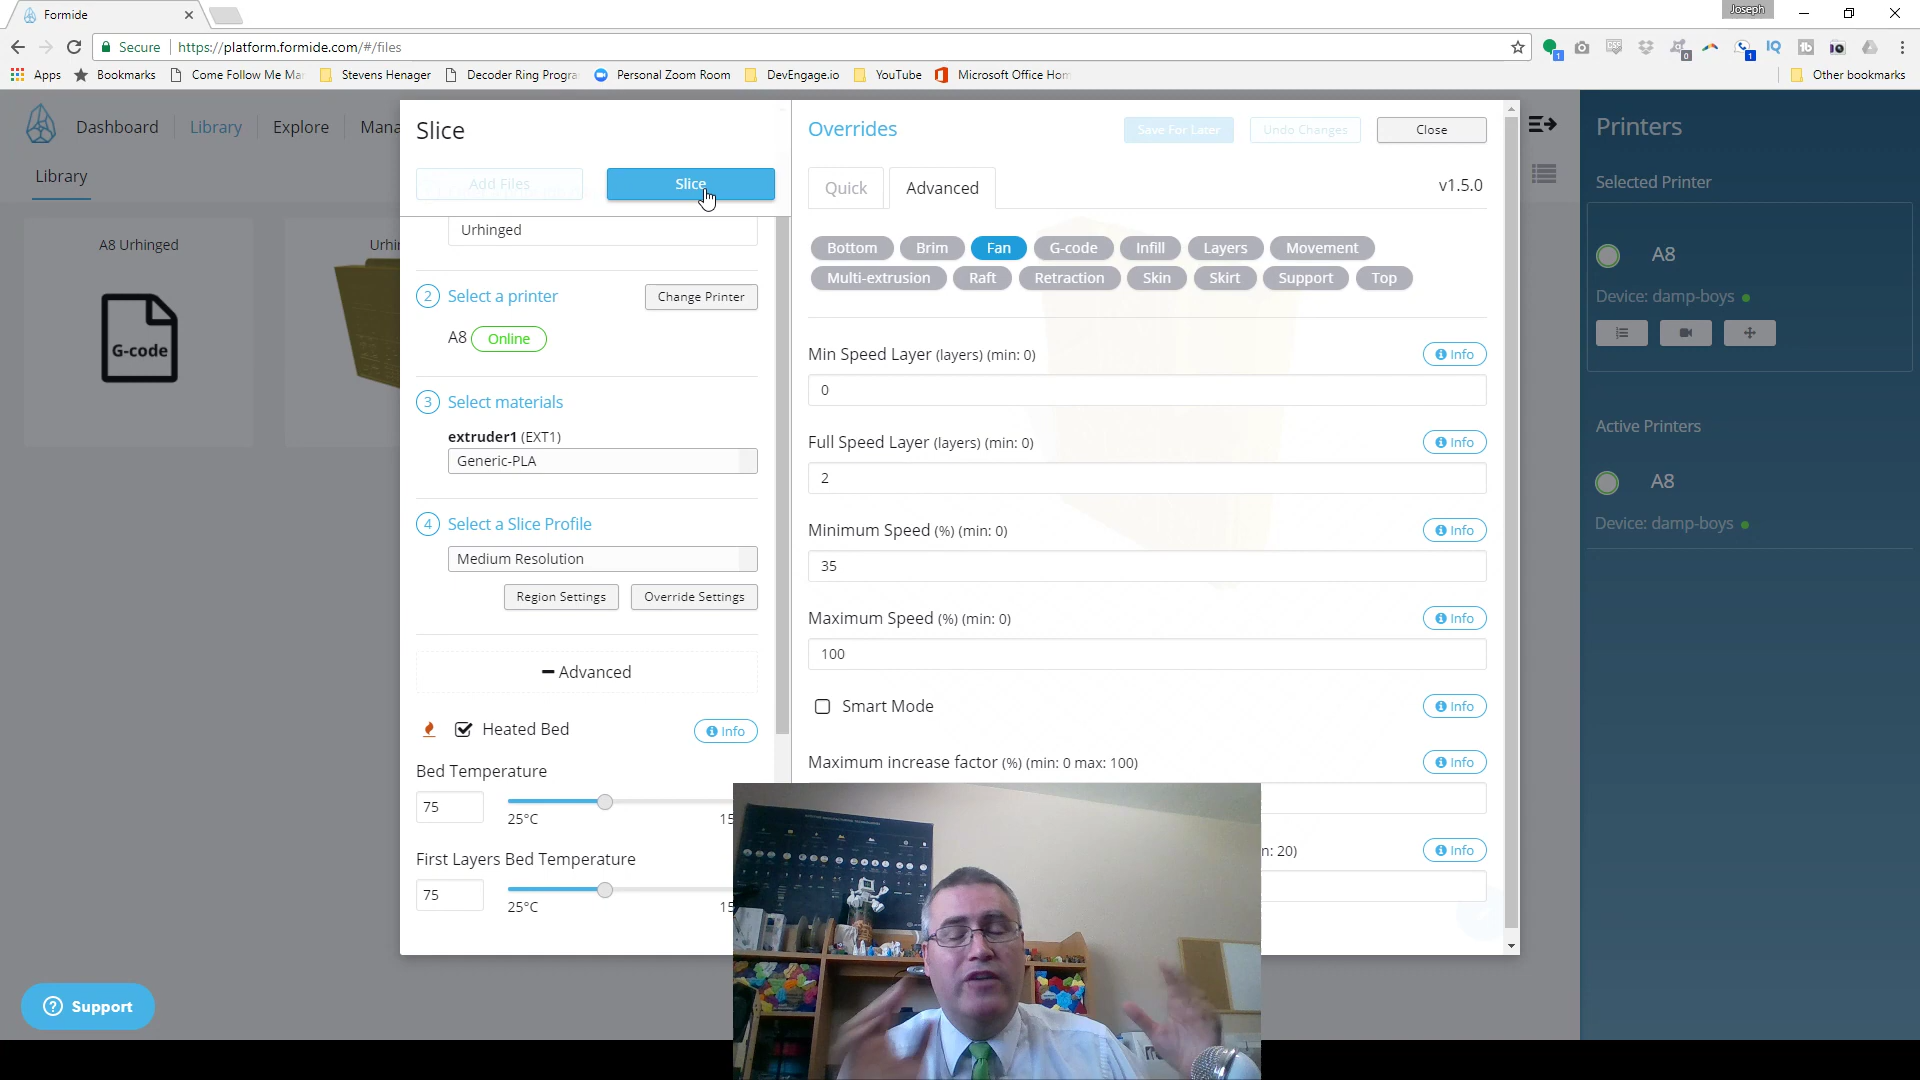 Formide
Joseph
Secure
https://platform.formide.com/#/files
1
0
1
Apps
Bookmarks
Come Follow Me Ma
Stevens Henager
Decoder Ring Progra
Personal Zoom Room
DevEngage.io
YouTube
Microsoft Office Hom
Other bookmarks
Dashboard
Library
Explore
Mana
Library
A8 Urhinged
G-code
Urhi
Slice
Add Files
Slice
Urhinged
2 Select a printer
Change Printer
A8 Online
3 Select materials
extruder1 (EXT1)
Generic-PLA
4 Select a Slice Profile
Medium Resolution
Region Settings
Override Settings
Advanced
Heated Bed
Info
Bed Temperature
75
25°C
15
First Layers Bed Temperature
75
25°C
15
Overrides
Save For Later
Undo Changes
Close
Quick
Advanced
v1.5.0
Bottom
Brim
Fan
G-code
Infill
Layers
Movement
Multi-extrusion
Raft
Retraction
Skin
Skirt
Support
Top
Min Speed Layer (layers) (min: 0)
Info
0
Full Speed Layer (layers) (min: 0)
Info
2
Minimum Speed (%) (min: 0)
Info
35
Maximum Speed (%) (min: 0)
Info
100
Smart Mode
Info
Maximum increase factor (%) (min: 0 max: 100)
Info
n: 20)
Info
Printers
Selected Printer
A8
Device: damp-boys
Active Printers
A8
Device: damp-boys
Support